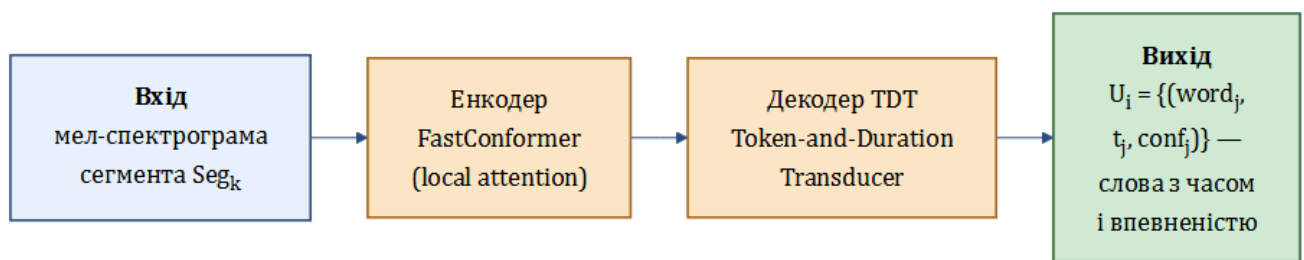 Вхід
мел-спектрограма
сегмента Segₖ
Енкодер
FastConformer
(local attention)
Декодер TDT
Token-and-Duration
Transducer
Вихід
Uᵢ = {(wordⱼ,
tⱼ, confⱼ)} —
слова з часом
і впевненістю